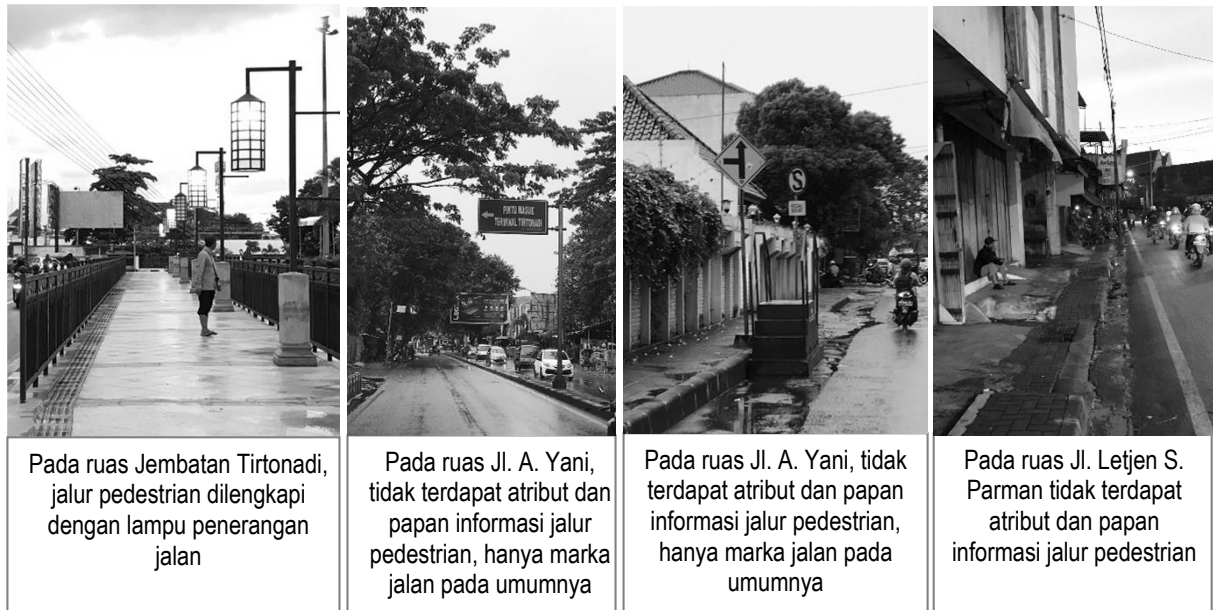 PINTU MASUK
TERMINAL TIRTONADI
S
Pada ruas Jembatan Tirtonadi,
jalur pedestrian dilengkapi
dengan lampu penerangan
jalan
Pada ruas Jl. A. Yani,
tidak terdapat atribut dan
papan informasi jalur
pedestrian, hanya marka
jalan pada umumnya
Pada ruas Jl. A. Yani, tidak
terdapat atribut dan papan
informasi jalur pedestrian,
hanya marka jalan pada
umumnya
Pada ruas Jl. Letjen S.
Parman tidak terdapat
atribut dan papan
informasi jalur pedestrian